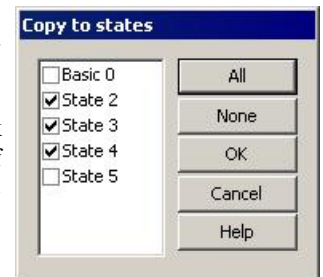 Copy to states
Basic 0
State 2
State 3
State 4
State 5
All
None
OK
Cancel
Help